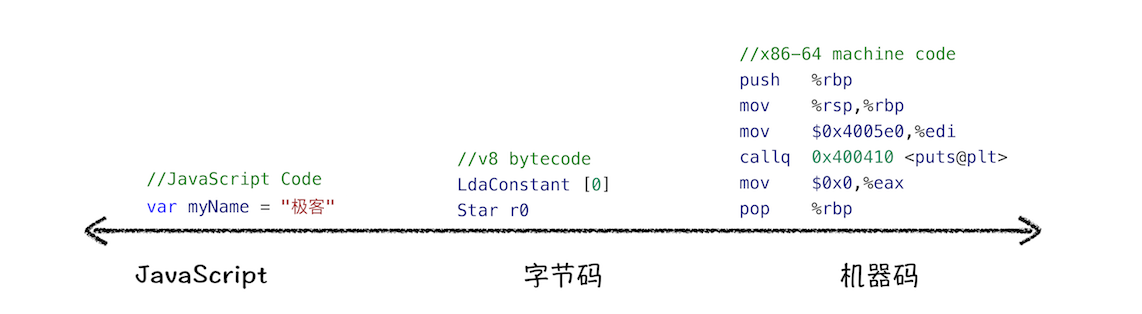 //JavaScript Code
var myName = "极客"
//v8 bytecode
LdaConstant [0]
Star r0
//x86-64 machine code
push %rbp
mov %rsp,%rbp
mov $0x4005e0,%edi
callq 0x400410 <puts@plt>
mov $0x0,%eax
pop %rbp
JavaScript
字节码
机器码